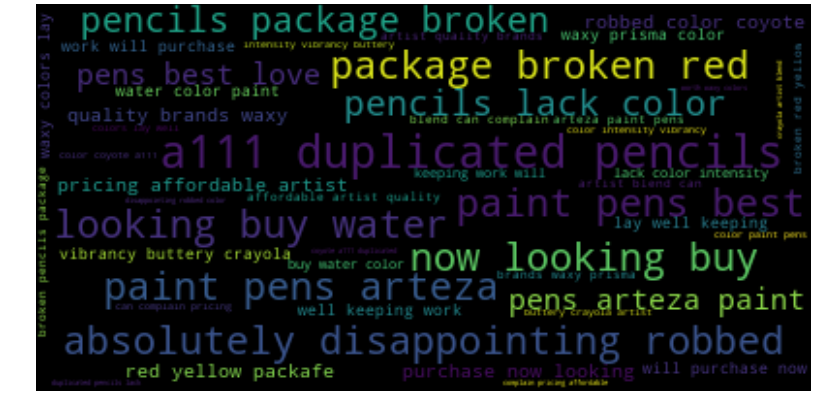 pencils package broken
robbed color coyote
artist quality brands
waxy prisma color
work will purchase
intensity vibrancy buttery
pens best love
package broken red
water color paint
worth waxy colors
pencils lack color
quality brands waxy
blend can complain
arteza paint pens
color intensity vibrancy
colors lay well
a111 duplicated pencils
color coyote a111
keeping work will
lack color intensity
pricing affordable artist
artist blend can
affordable artist quality
disappointing robbed color
paint pens best
looking buy water
lay well keeping
color paint pens
coyote a111 duplicated
vibrancy buttery crayola
buy water color
now looking buy
brands waxy prisma
paint pens arteza
pens arteza paint
can complain pricing
well keeping work
buttery crayola artist
absolutely disappointing robbed
red yellow packafe
purchase now looking
will purchase now
duplicated pencils lack
complain pricing affordable
waxy colors lay
broken pencils package
crayola artist blend
broken red yellow